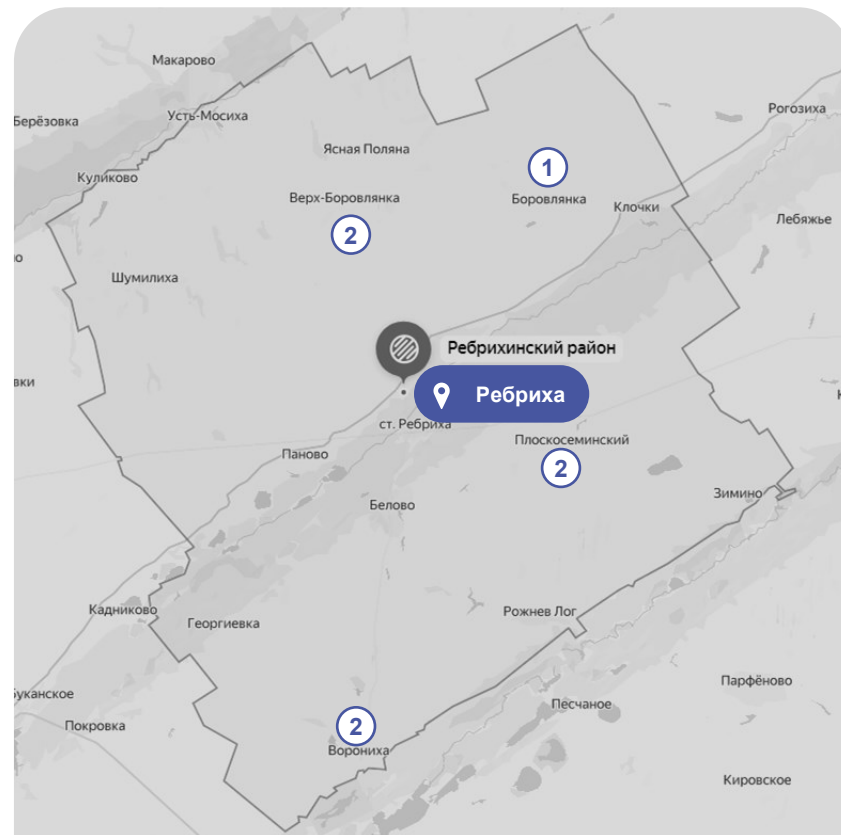 Макарово
Берёзовка
Усть-Мосиха
Рогозиха
Ясная Поляна
1
Куликово
Верх-Боровлянка
Боровлянка
Клочки
Лебяжье
2
Шумилиха
Ребрихинский район
Ребриха
ст. Ребриха
Плоскосеминский
Паново
2
Зимино
Белово
Кадниково
Георгиевка
Рожнев Лог
Парфёново
Песчаное
Покровка
2
Ворониха
Кировское